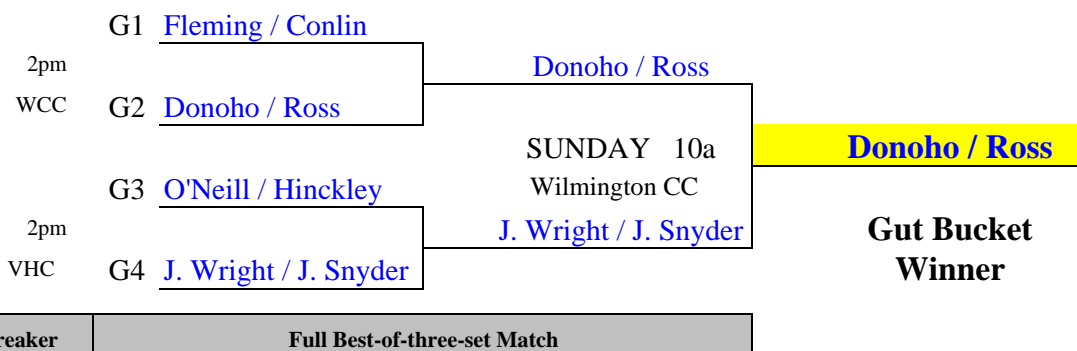 G1 Fleming / Conlin
2pm
Donoho / Ross
WCC
G2 Donoho / Ross
SUNDAY 10a
Donoho / Ross
G3 O'Neill / Hinckley
Wilmington CC
2pm
J. Wright / J. Snyder
Gut Bucket
VHC
G4 J. Wright / J. Snyder
Winner
Full Best-of-three-set Match